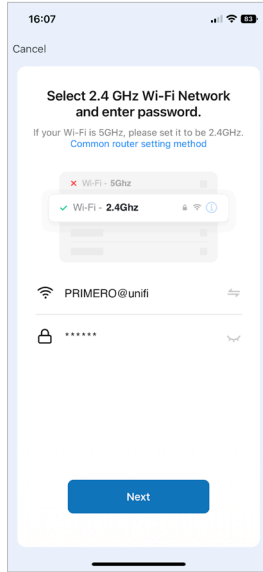 16:07
83
Cancel
Select 2.4 GHz Wi-Fi Network
and enter password.
If your Wi-Fi is 5GHz, please set it to be 2.4GHz.
Common router setting method
Wi-Fi - 5Ghz
Wi-Fi - 2.4Ghz
PRIMERO@unifi
******
Next